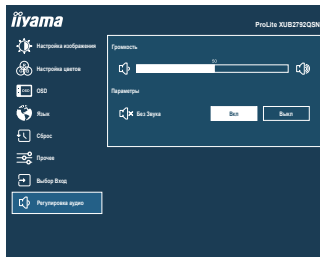 iiyama
ProLite XUB2792QSN
Настройка изображения
Громкость
50
Настройка цветов
OSD
OSD
Параметры
Язык
Без Звука
Вкл
Выкл
Сброс
Прочее
Выбор Вход
Регулировка аудио